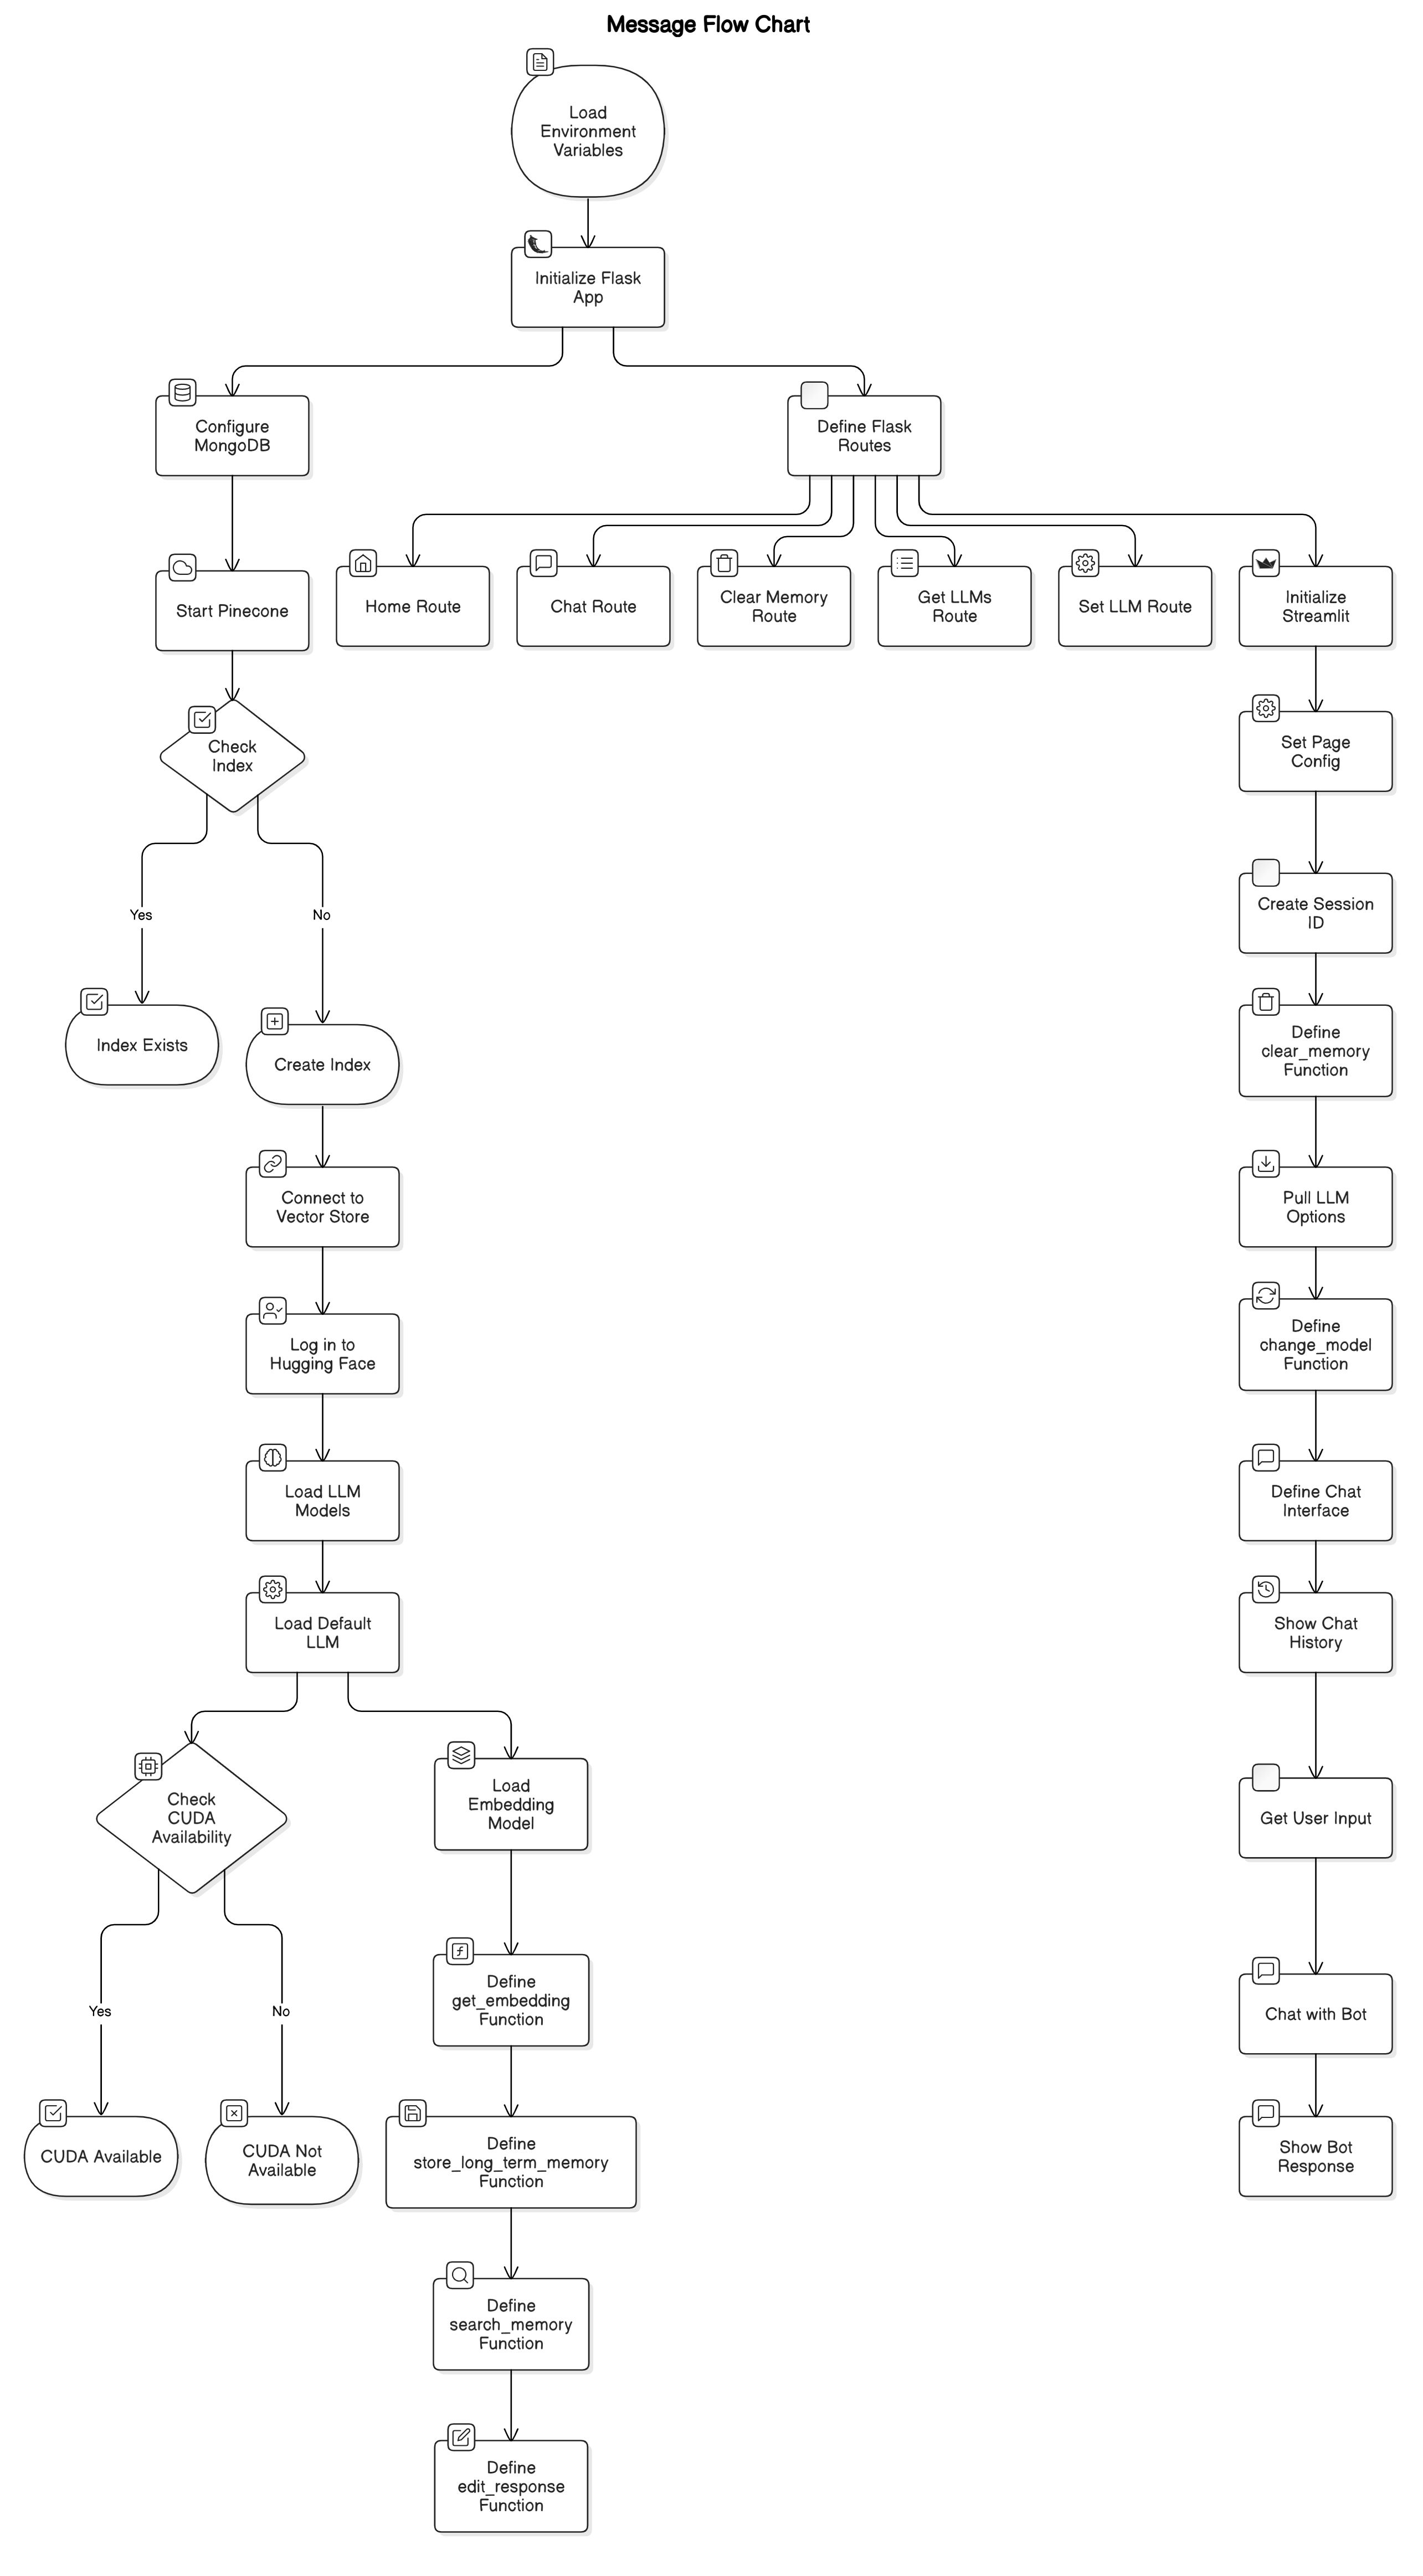 Message Flow Chart
Load
Environment
Variables
Initialize Flask
App
Configure
MongoDB
Define Flask
Routes
Start Pinecone
Home Route
Chat Route
Clear Memory
Route
Get LLMs
Route
Set LLM Route
Initialize
Streamlit
Check
Index
Set Page
Config
Yes
No
Create Session
ID
Index Exists
Create Index
Define
clear_memory
Function
Connect to
Vector Store
Pull LLM
Options
Log in to
Hugging Face
Define
change_model
Function
Load LLM
Models
Define Chat
Interface
Load Default
LLM
Show Chat
History
Check
CUDA
Availability
Load
Embedding
Model
Get User Input
Yes
No
Define
get_embedding
Function
Chat with Bot
CUDA Available
CUDA Not
Available
Define
store_long_term_memory
Function
Show Bot
Response
Define
search_memory
Function
Define
edit_response
Function